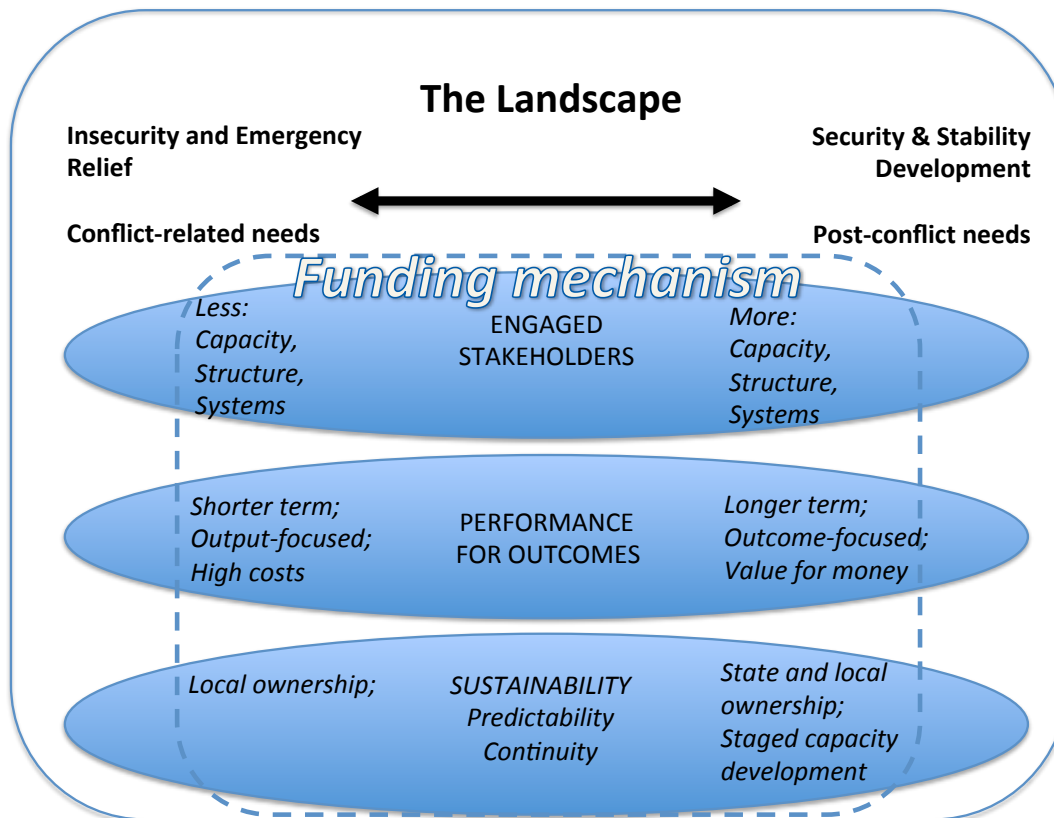 The Landscape
Insecurity and Emergency
Relief
Security & Stability
Development
Conflict-related needs
Post-conflict needs
Funding mechanism
Less:
Capacity,
Structure,
Systems
ENGAGED
STAKEHOLDERS
More:
Capacity,
Structure,
Systems
Shorter term;
Output-focused;
High costs
PERFORMANCE
FOR OUTCOMES
Longer term;
Outcome-focused;
Value for money
Local ownership;
SUSTAINABILITY
Predictability
Continuity
State and local
ownership;
Staged capacity
development